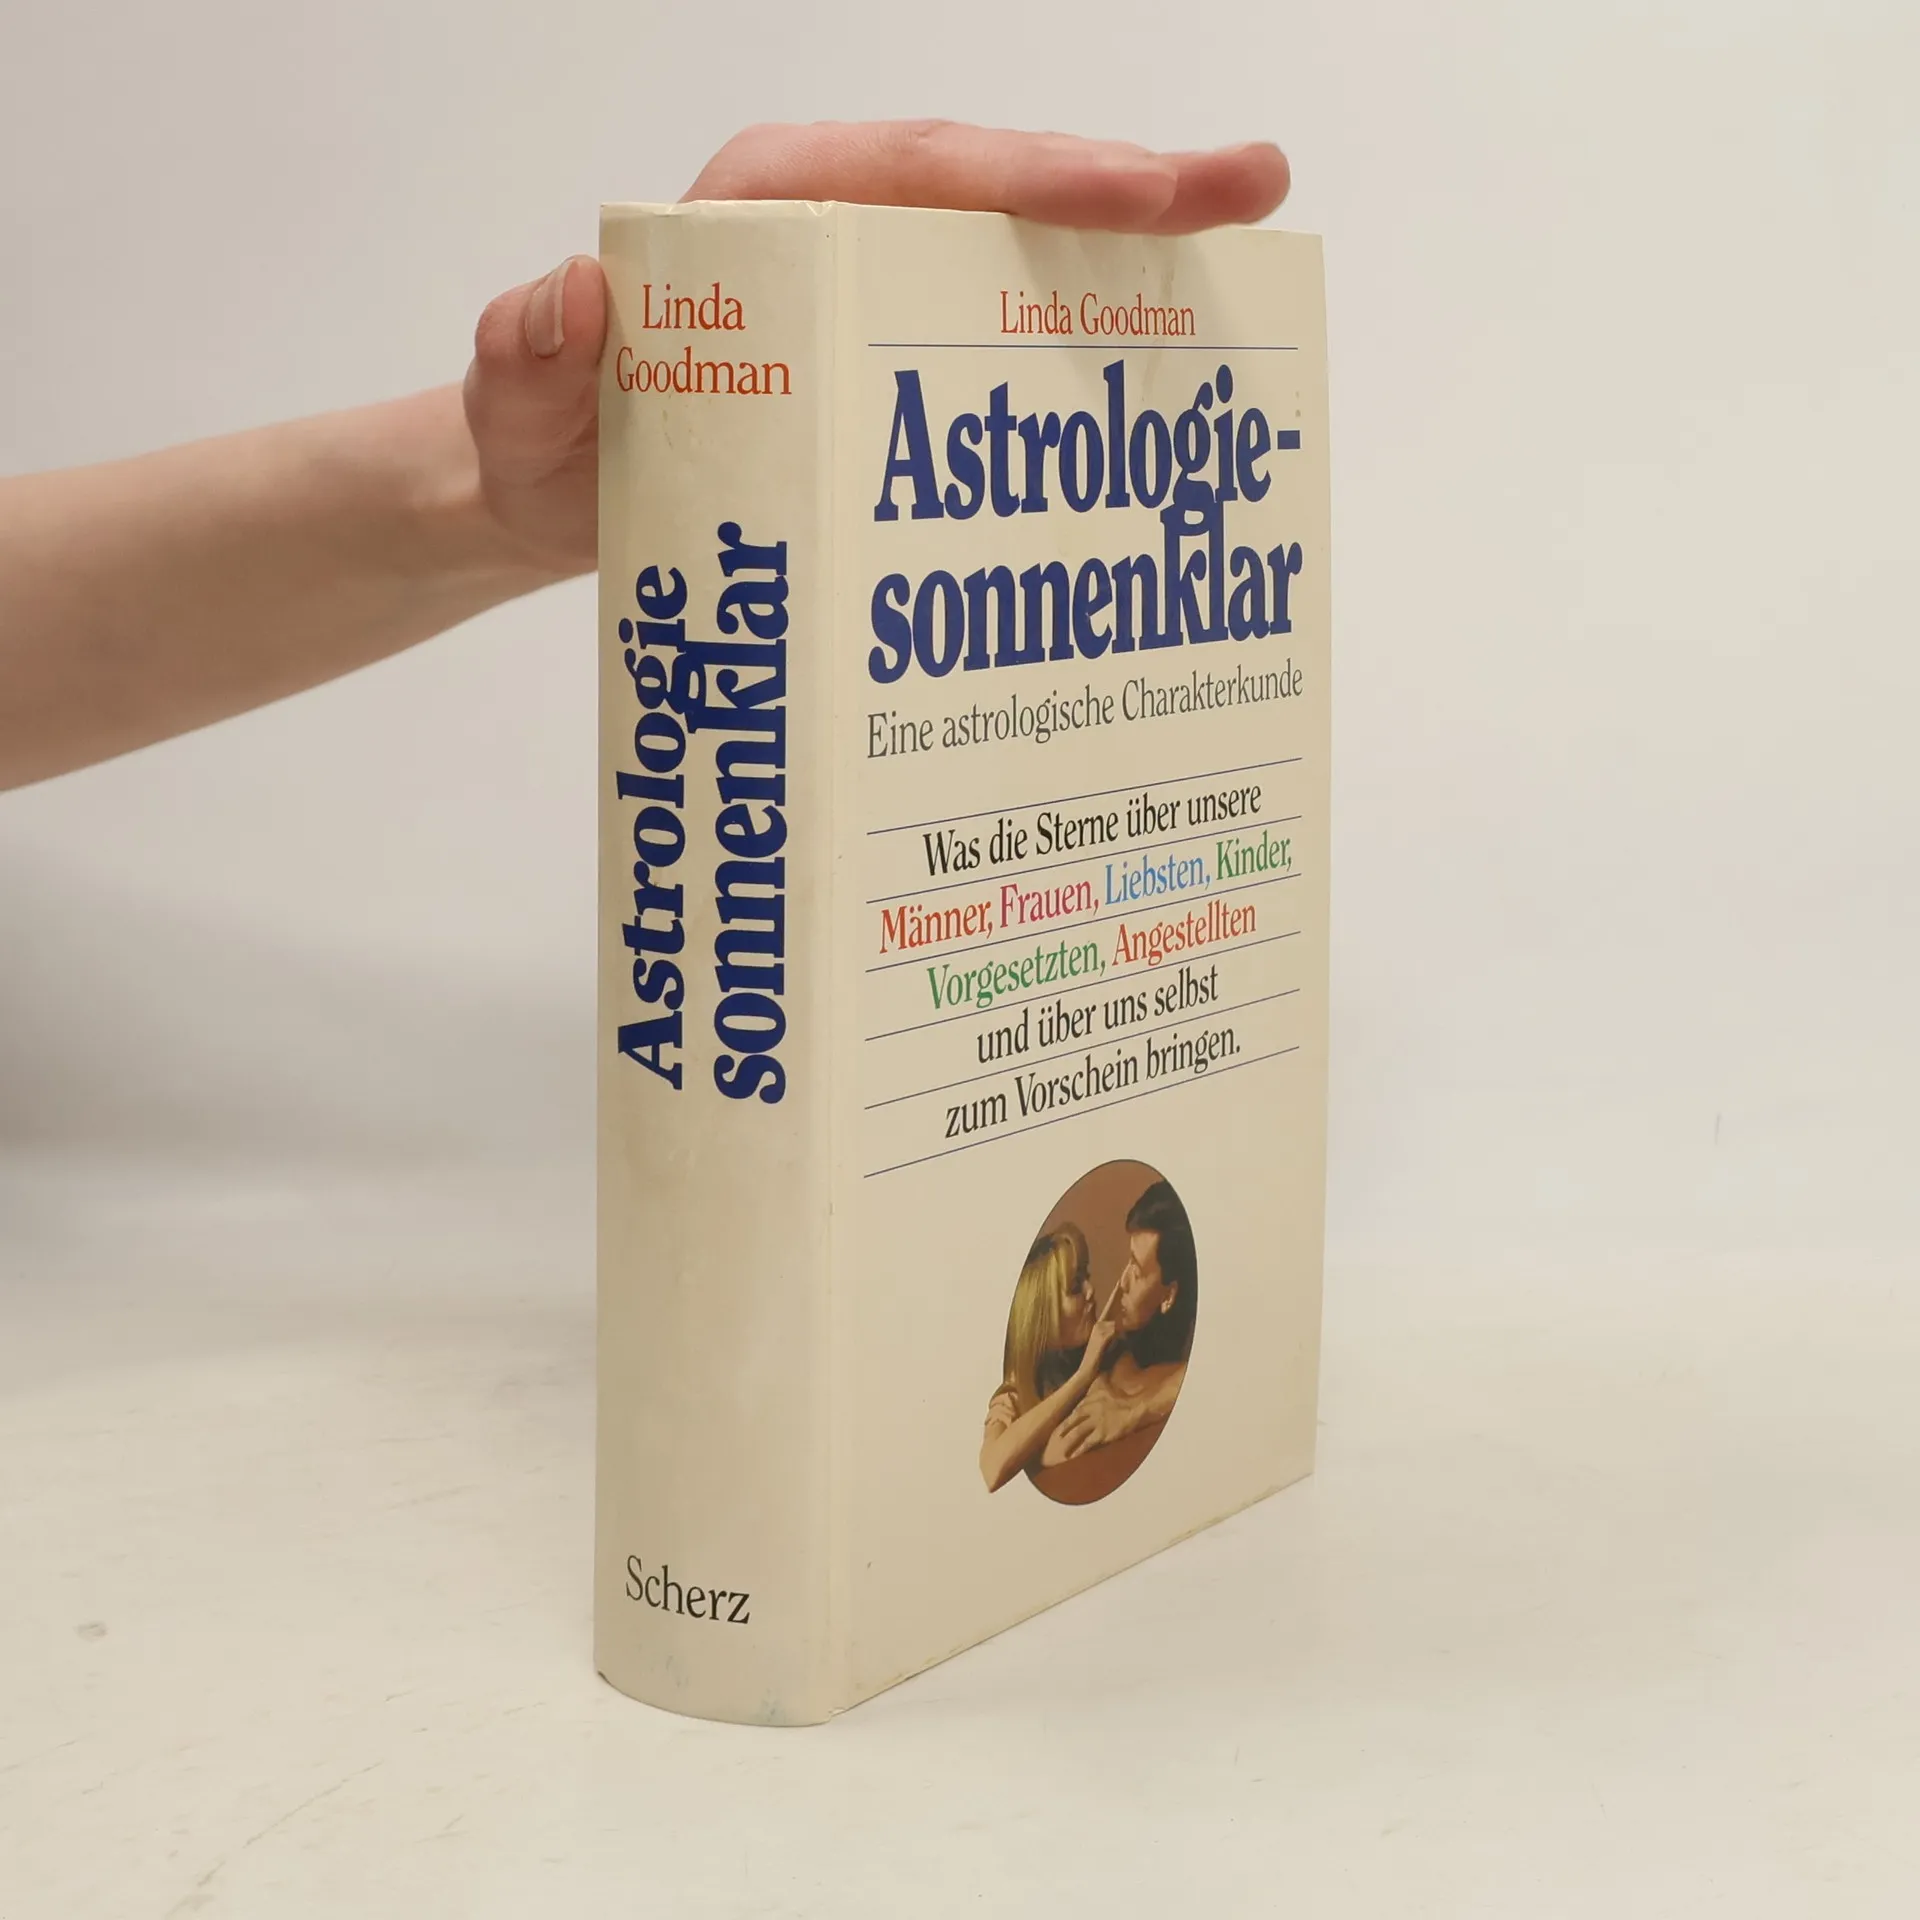 Linda
Goodman
Astrologie
sonnenklar
Scherz
Linda Goodman
Astrologie-
sonnenklar
Eine astrologische Charakterkunde
Was die Sterne über unsere
Männer, Frauen, Liebsten, Kinder,
Vorgesetzten, Angestellten
und über uns selbst
zum Vorschein bringen.